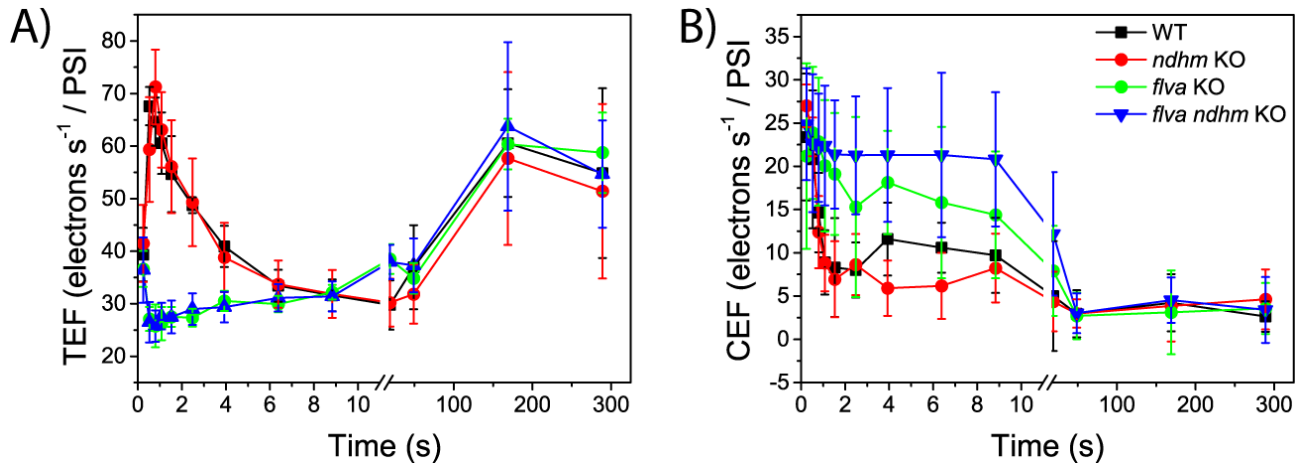 A)
TEF (electrons s⁻¹ / PSI)
80
70
60
50
40
30
20
0 2 4 6 8 10 100 200 300
Time (s)
B)
CEF (electrons s⁻¹ / PSI)
35
30
25
20
15
10
5
0
-5
0 2 4 6 8 10 100 200 300
Time (s)
WT
ndhm KO
flva KO
flva ndhm KO